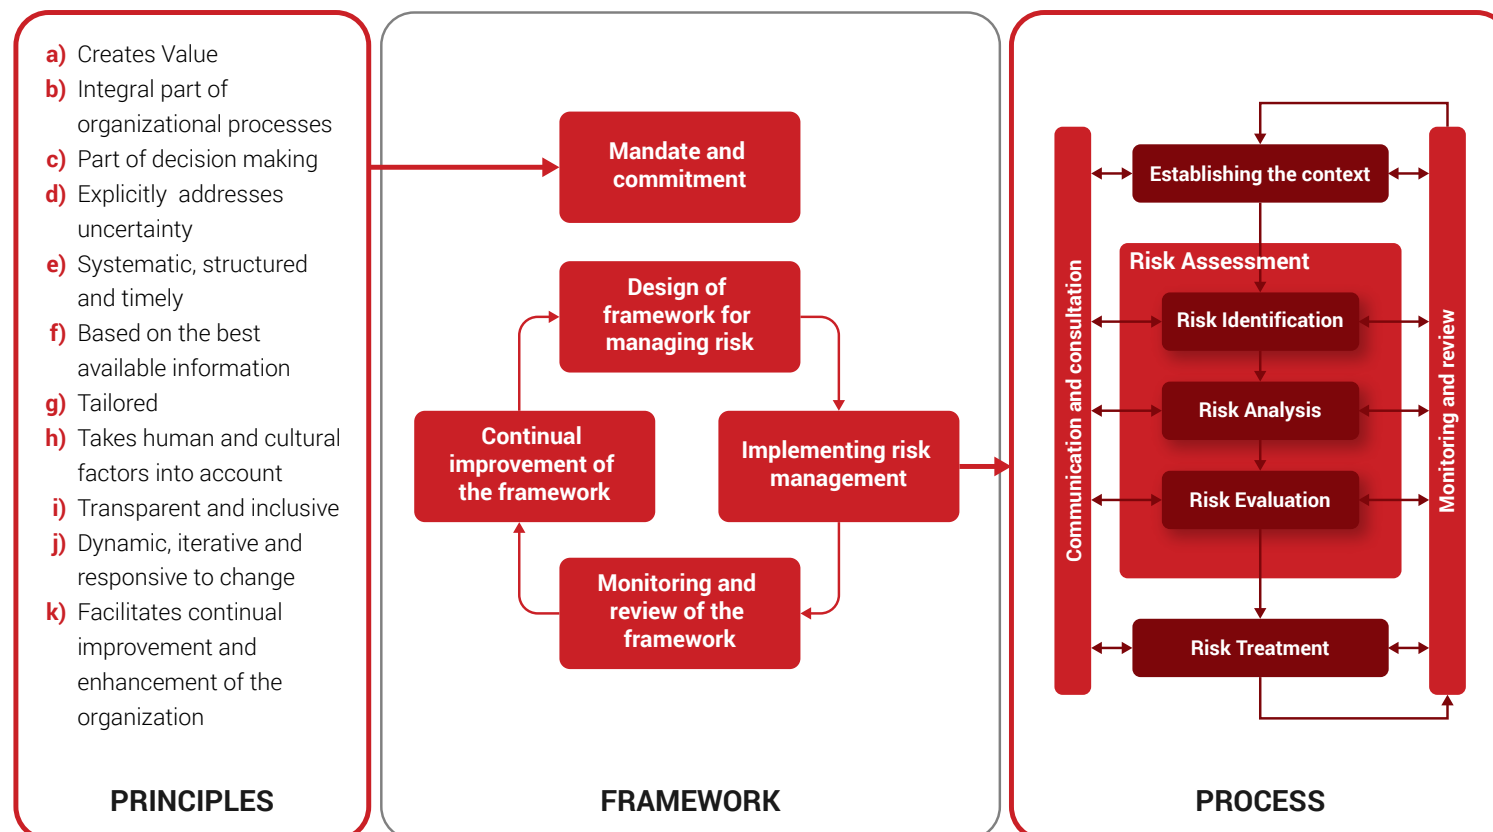 a) Creates Value
b) Integral part of
organizational processes
c) Part of decision making
d) Explicitly addresses
uncertainty
e) Systematic, structured
and timely
f) Based on the best
available information
g) Tailored
h) Takes human and cultural
factors into account
i) Transparent and inclusive
j) Dynamic, iterative and
responsive to change
k) Facilitates continual
improvement and
enhancement of the
organization
PRINCIPLES
Mandate and
commitment
Design of
framework for
managing risk
Continual
improvement of
the framework
Implementing risk
management
Monitoring and
review of the
framework
FRAMEWORK
Communication and consultation
Establishing the context
Risk Assessment
Risk Identification
Risk Analysis
Risk Evaluation
Risk Treatment
Monitoring and review
PROCESS